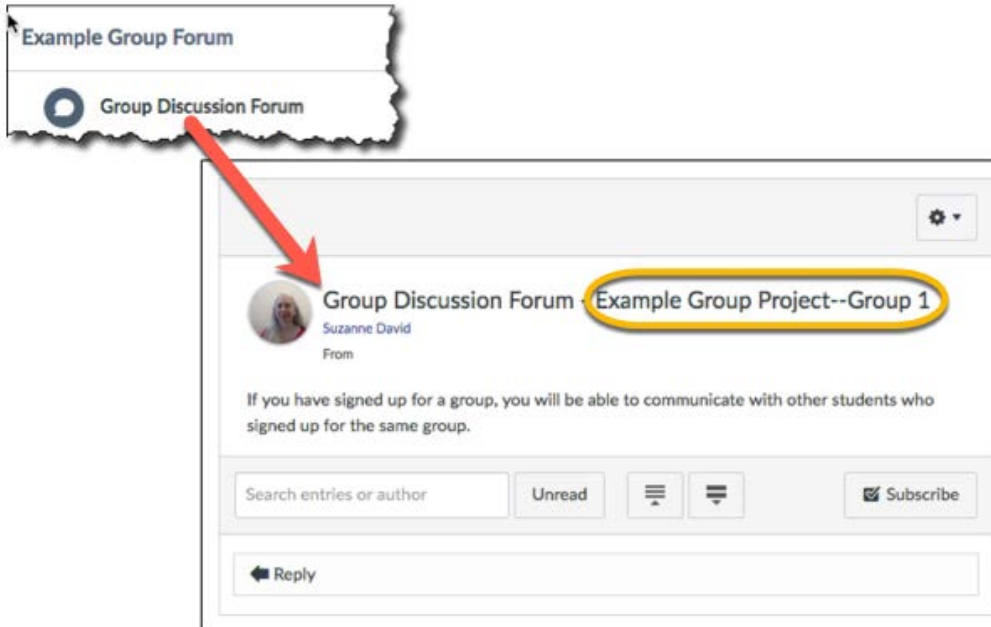 Example Group Forum
Group Discussion Forum
Group Discussion Forum - Example Group Project--Group 1
Suzanne David
From
If you have signed up for a group, you will be able to communicate with other students who
signed up for the same group.
Search entries or author
Unread
Subscribe
Reply